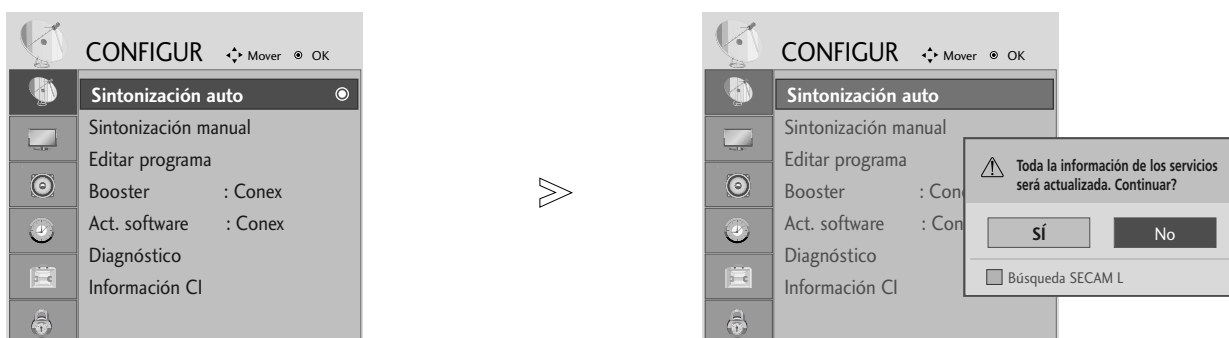 CONFIGUR Mover OK
Sintonización auto
Sintonización manual
Editar programa
Booster : Conex
Act. software : Conex
Diagnóstico
Información CI
CONFIGUR Mover OK
Sintonización auto
Sintonización manual
Editar programa
Booster : Con
Act. software : Con
Diagnóstico
Información CI
Toda la información de los servicios
será actualizada. Continuar?
SÍ No
Búsqueda SECAM L